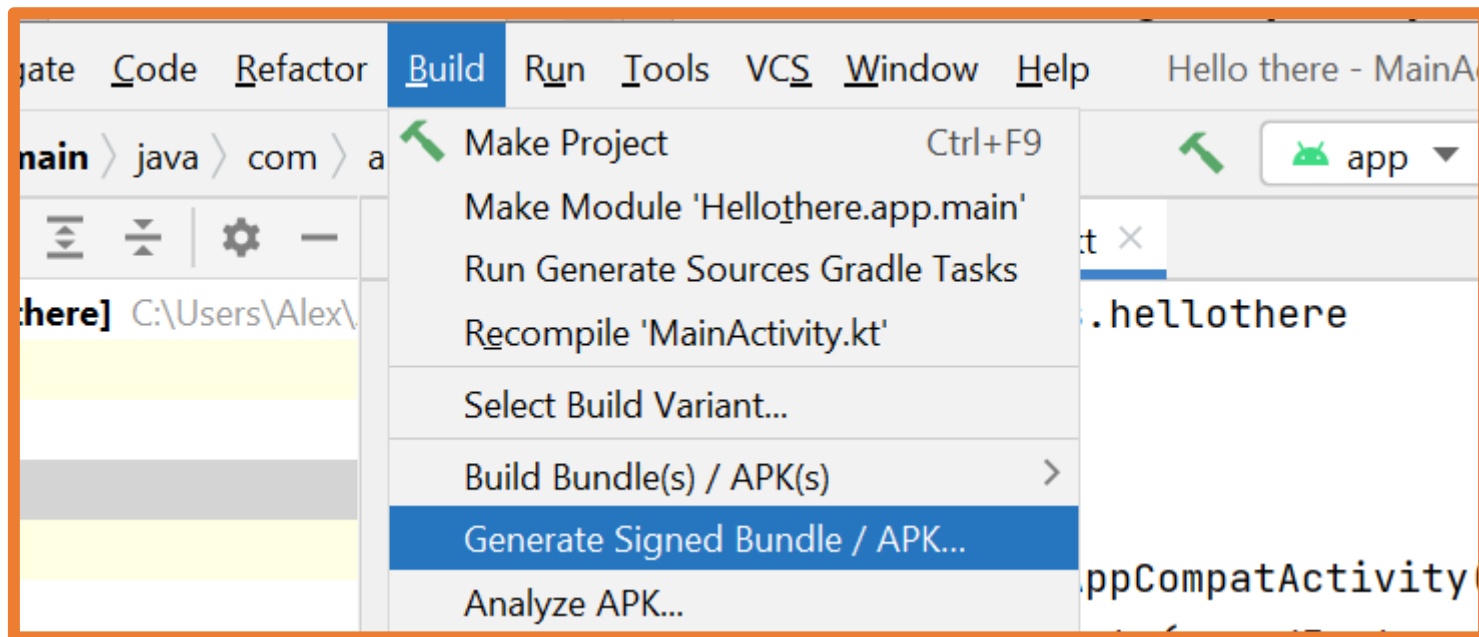 Code Refactor Build Run Tools VCS Window Help Hello there - MainA
main java com a
Make Project Ctrl+F9
app
Make Module 'Hellothere.app.main'
Run Generate Sources Gradle Tasks
here] C:\Users\Alex\
.hellothere
Recompile 'MainActivity.kt'
Select Build Variant...
Build Bundle(s) / APK(s)
Generate Signed Bundle / APK...
ppCompatActivity(
Analyze APK...